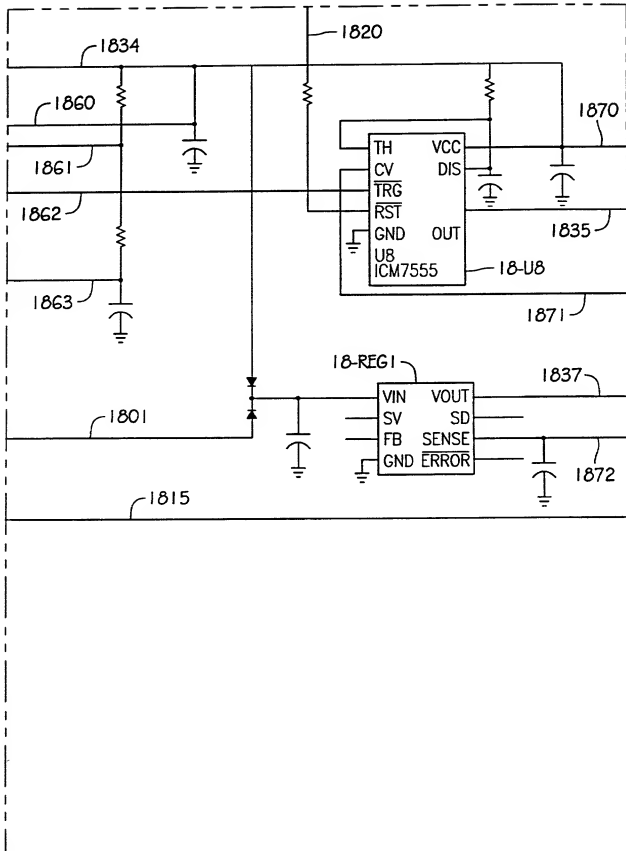 1834
1820
1860
1870
1861
TH VCC
CV DIS
TRG
1862
RST
GND OUT
1835
U8
ICM7555
18-U8
1863
1871
18-REG1
1837
VIN VOUT
SV SD
FB SENSE
GND ERROR
1801
1872
1815